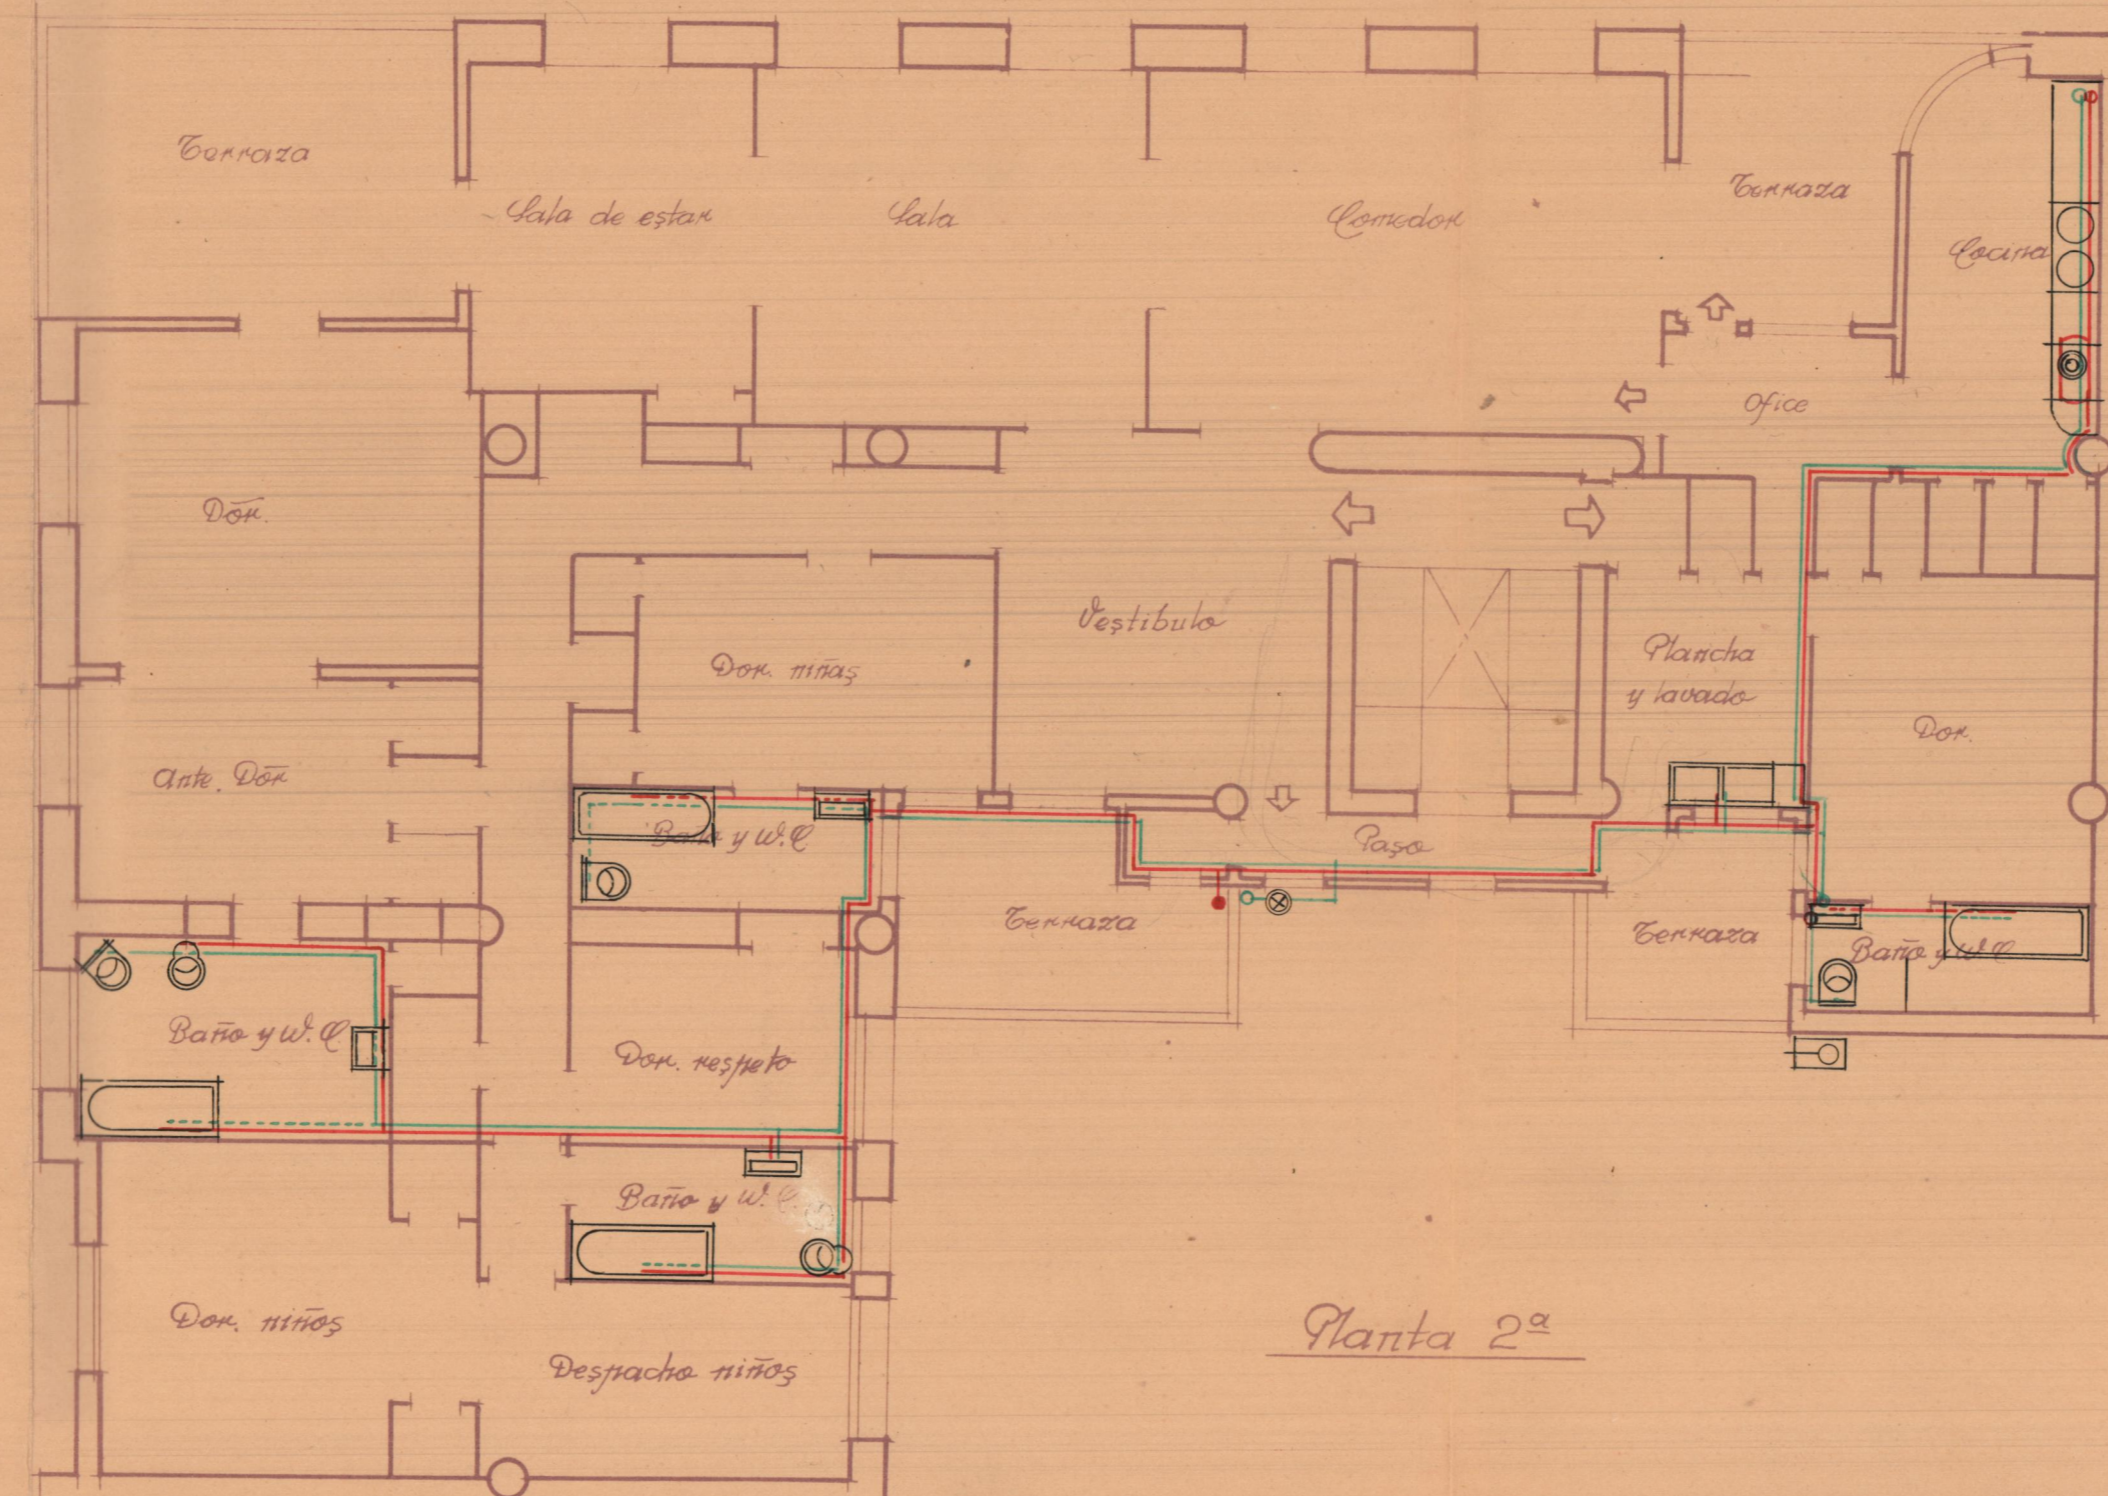 Terraza
Sala de estar
Sala
Comedor
Terraza
Cocina
Ofice
Dor.
Dor. niñas
Vestibulo
Plancha
y lavado
Dor.
Ante. Dor
Baño y W.C.
Paso
Terraza
Terraza
Baño y W.C
Baño y W.C
Dor. respeto
Baño y W.C
Dor. niños
Despacho niños
Planta 2ª